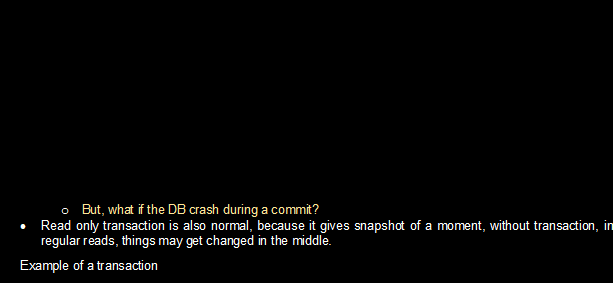 o But, what if the DB crash during a commit?
• Read only transaction is also normal, because it gives snapshot of a moment, without transaction, in
regular reads, things may get changed in the middle.
Example of a transaction